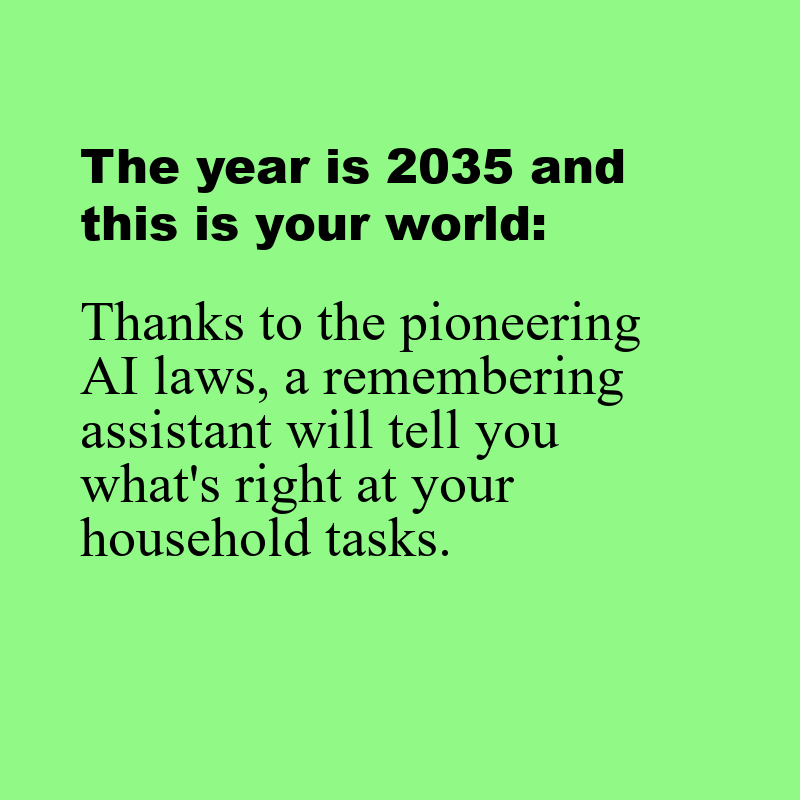 The year is 2035 and
this is your world:
Thanks to the pioneering
AI laws, a remembering
assistant will tell you
what's right at your
household tasks.